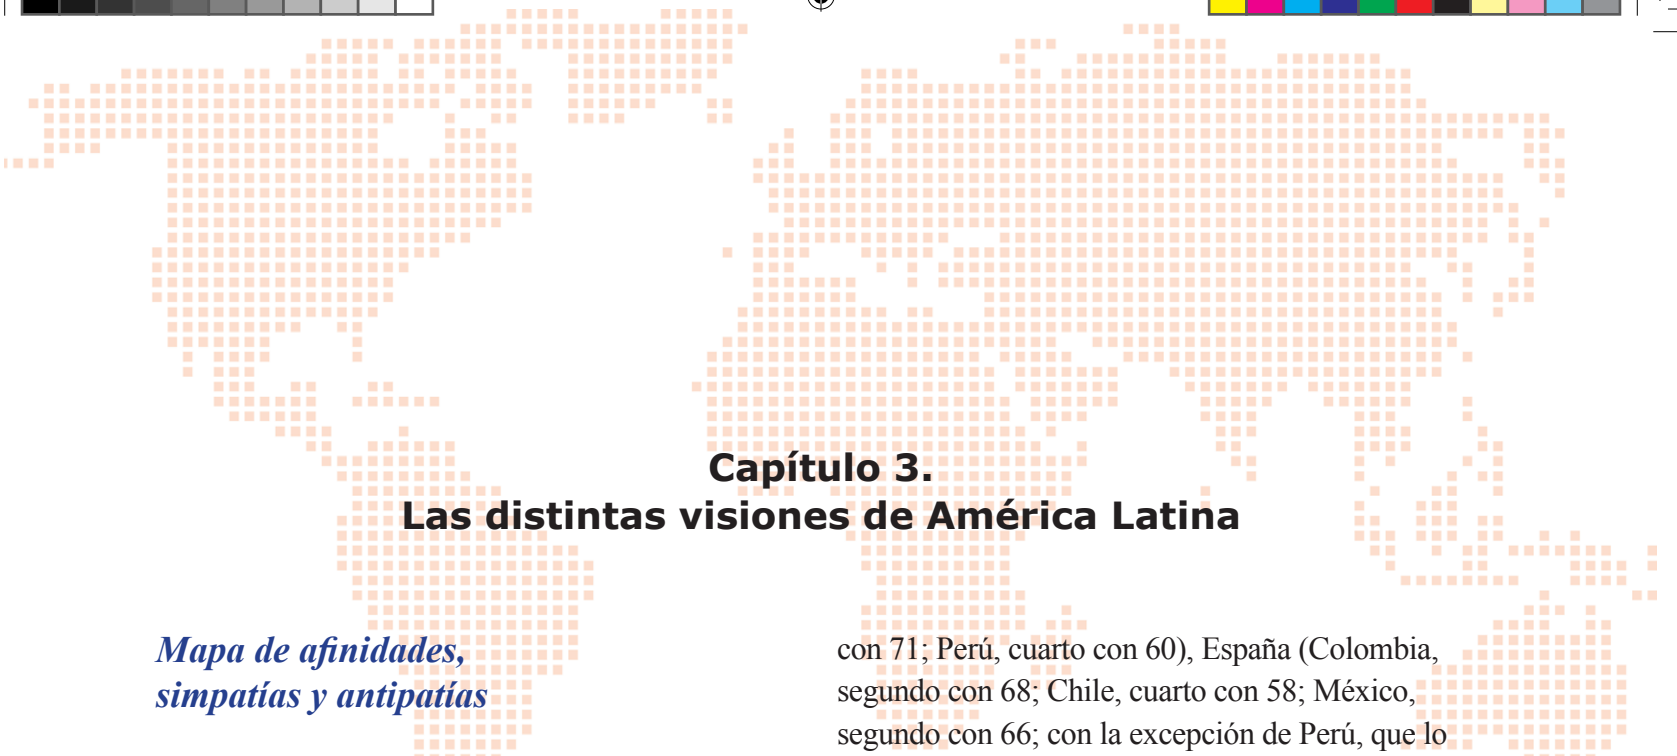 Capítulo 3.
Las distintas visiones de América Latina
Mapa de afinidades,
simpatías y antipatías
con 71; Perú, cuarto con 60), España (Colombia,
segundo con 68; Chile, cuarto con 58; México,
segundo con 66; con la excepción de Perú, que lo